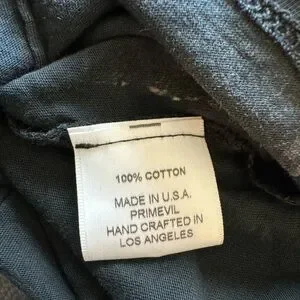 100% COTTON
MADE IN U.S.A.
PRIMEVIL
HAND CRAFTED IN
LOS ANGELES